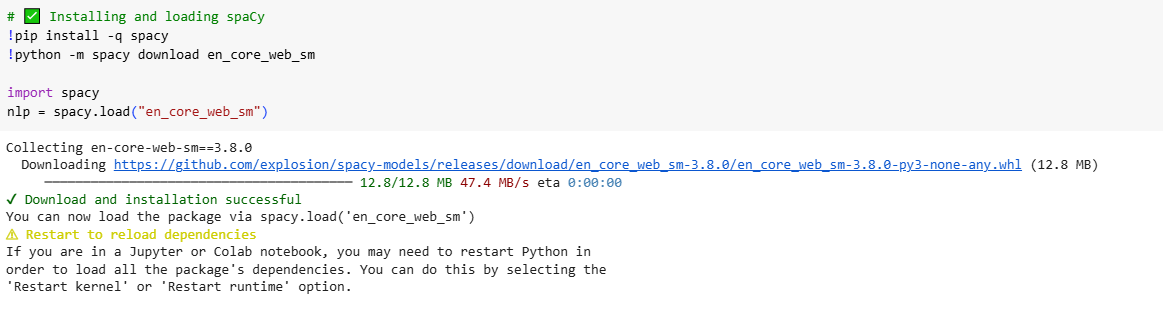 # ✅ Installing and loading spaCy
!pip install -q spacy
!python -m spacy download en_core_web_sm
import spacy
nlp = spacy.load("en_core_web_sm")
Collecting en-core-web-sm==3.8.0
Downloading https://github.com/explosion/spacy-models/releases/download/en_core_web_sm-3.8.0/en_core_web_sm-3.8.0-py3-none-any.whl (12.8 MB)
━━━━━━━━━━━━━━━━━━━━━━━━━━━━━━━━━━━━━━━━ 12.8/12.8 MB 47.4 MB/s eta 0:00:00
✔ Download and installation successful
You can now load the package via spacy.load('en_core_web_sm')
⚠ Restart to reload dependencies
If you are in a Jupyter or Colab notebook, you may need to restart Python in
order to load all the package's dependencies. You can do this by selecting the
'Restart kernel' or 'Restart runtime' option.